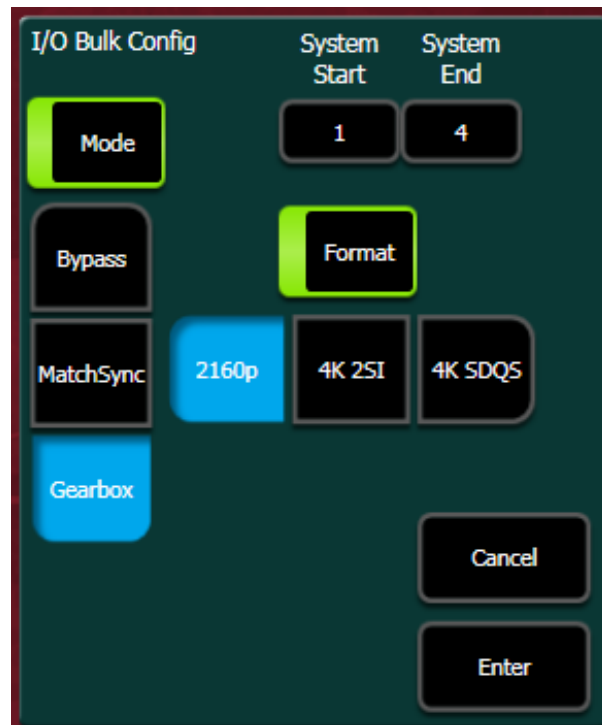 I/O Bulk Config
System
Start
System
End
Mode
1
4
Bypass
Format
MatchSync
2160p
4K 2SI
4K SDQS
Gearbox
Cancel
Enter